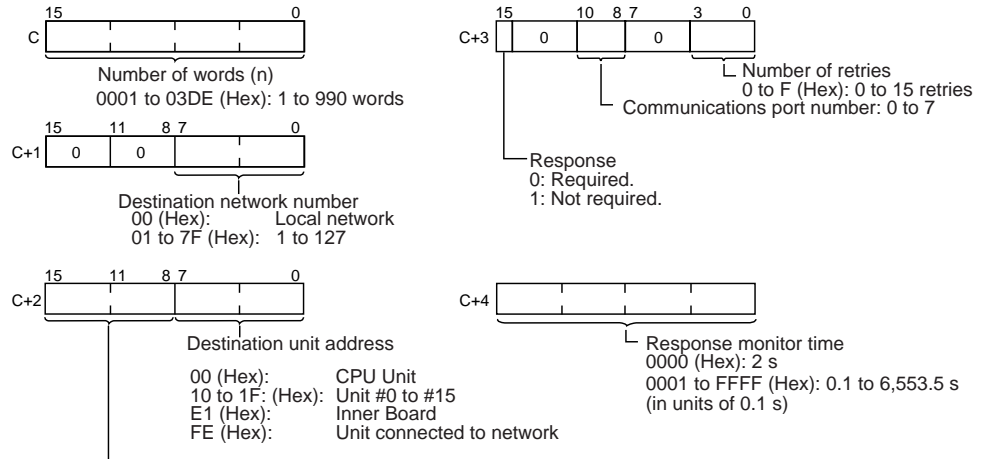 15 0
C
Number of words (n)
0001 to 03DE (Hex): 1 to 990 words
15 11 8 7 0
C+1 0 0
Destination network number
00 (Hex): Local network
01 to 7F (Hex): 1 to 127
15 11 8 7 0
C+2
Destination unit address
00 (Hex): CPU Unit
10 to 1F: (Hex): Unit #0 to #15
E1 (Hex): Inner Board
FE (Hex): Unit connected to network
15 10 8 7 3 0
C+3 0 0
Number of retries
0 to F (Hex): 0 to 15 retries
Communications port number: 0 to 7
Response
0: Required.
1: Not required.
C+4
Response monitor time
0000 (Hex): 2 s
0001 to FFFF (Hex): 0.1 to 6,553.5 s
(in units of 0.1 s)